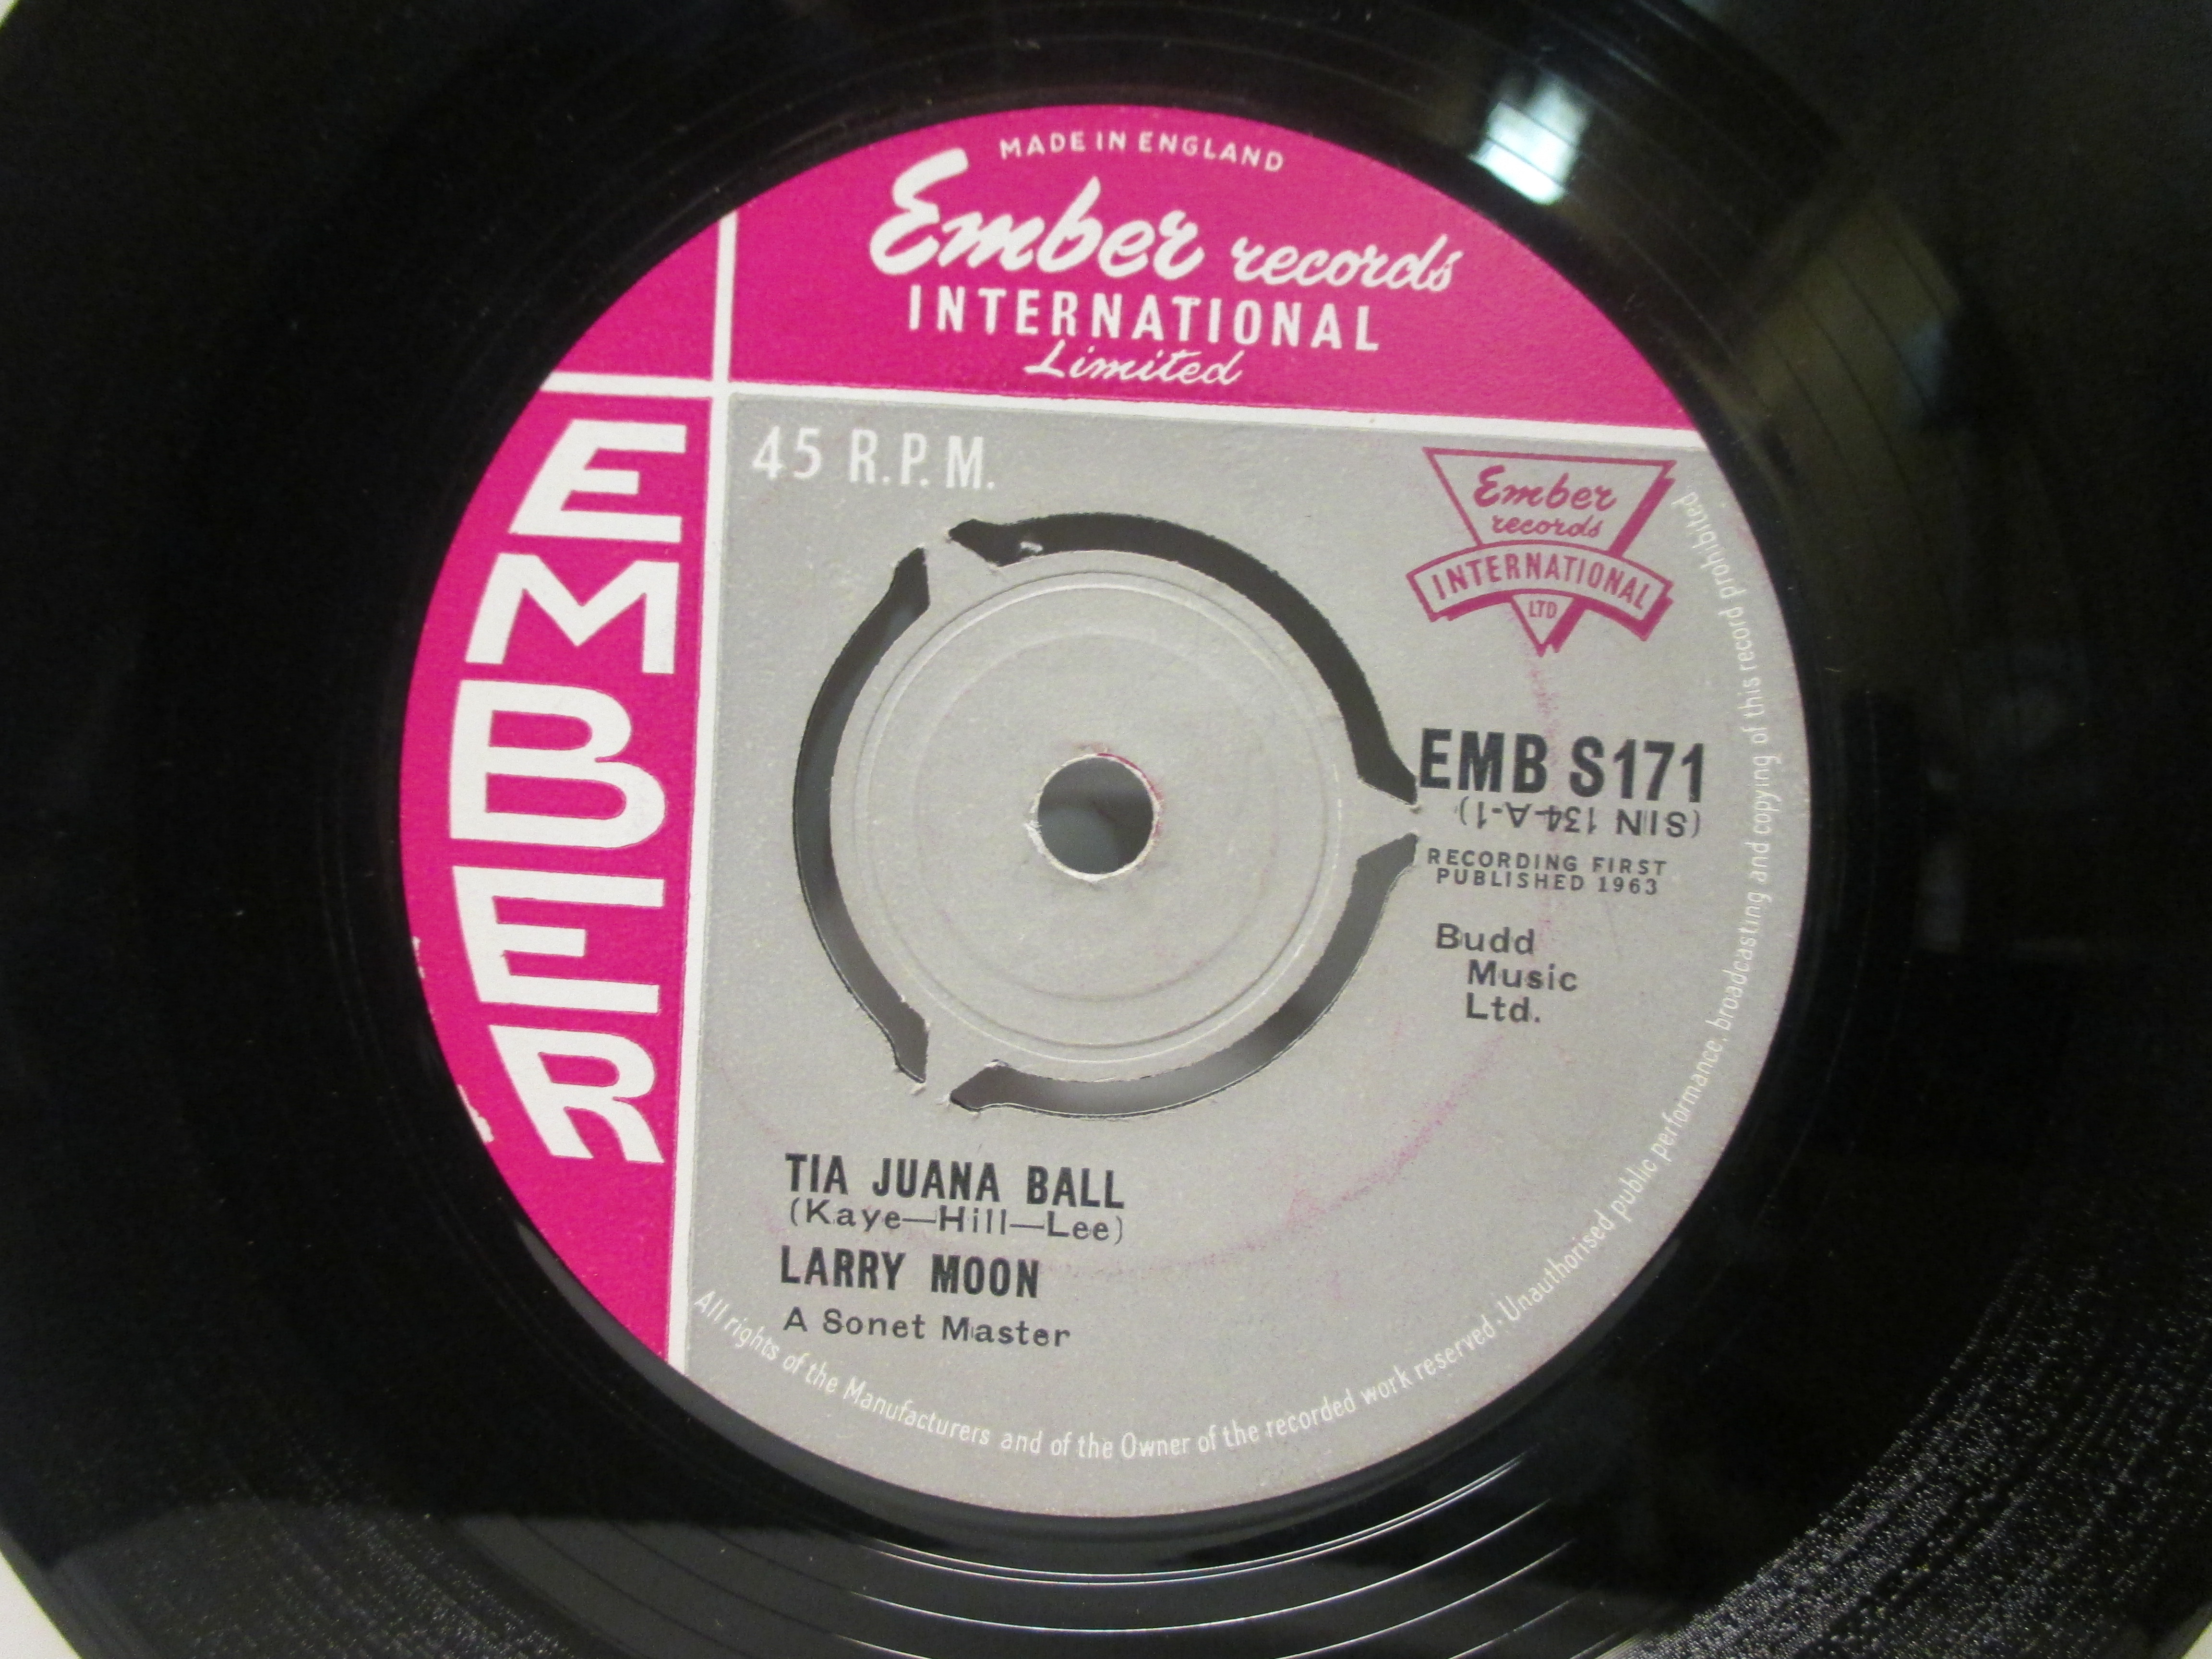 MADE IN ENGLAND
Ember records
INTERNATIONAL
Limited
EMBER
45 R.P.M.
Ember
records
INTERNATIONAL
LTD
EMB S171
(SIN 134-A-1)
RECORDING FIRST
PUBLISHED 1963
Budd
Music
Ltd.
TIA JUANA BALL
(Kaye—Hill—Lee)
LARRY MOON
A Sonet Master
All rights of the Manufacturers and of the Owner of the recorded work reserved · Unauthorised public performance, broadcasting and copying of this record prohibited